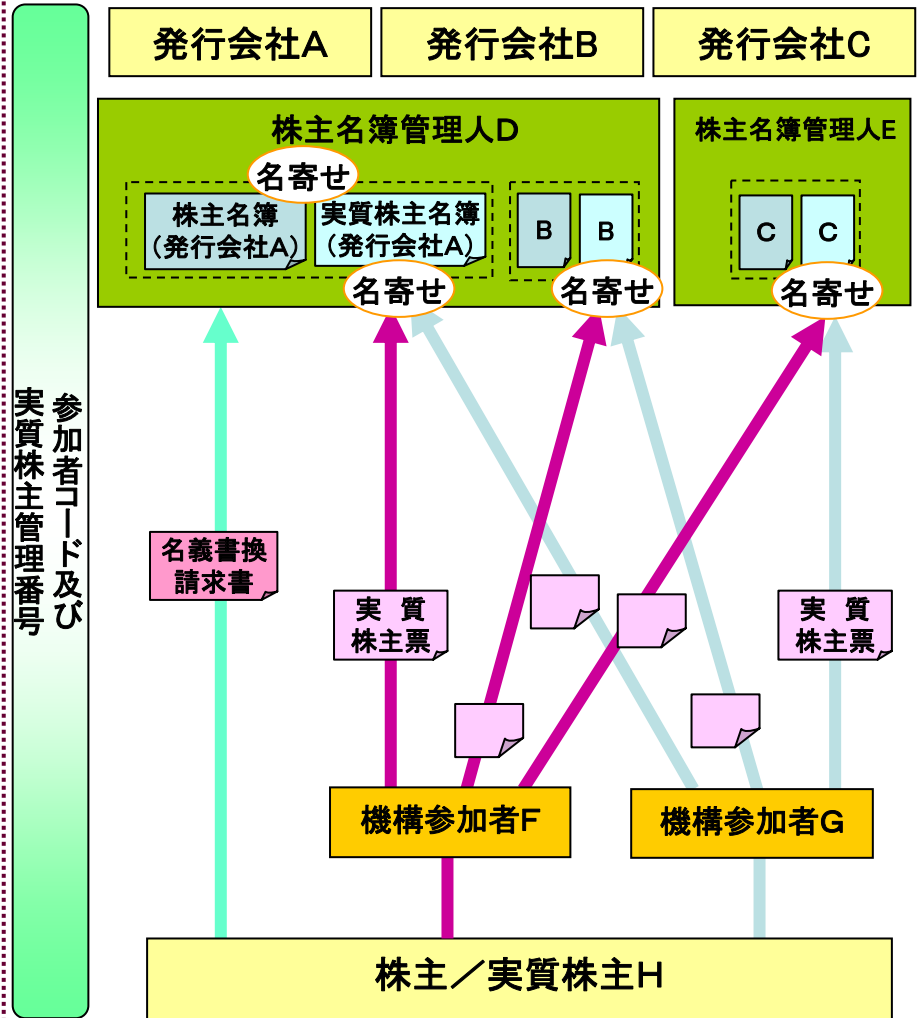 発行会社A
発行会社B
発行会社C
株主名簿管理人D
株主名簿管理人E
名寄せ
株主名簿
(発行会社A)
実質株主名簿
(発行会社A)
B
B
C
C
名寄せ
名寄せ
名寄せ
参加者コード及び
実質株主管理番号
名義書換
請求書
実 質
株主票
実 質
株主票
機構参加者F
機構参加者G
株主/実質株主H